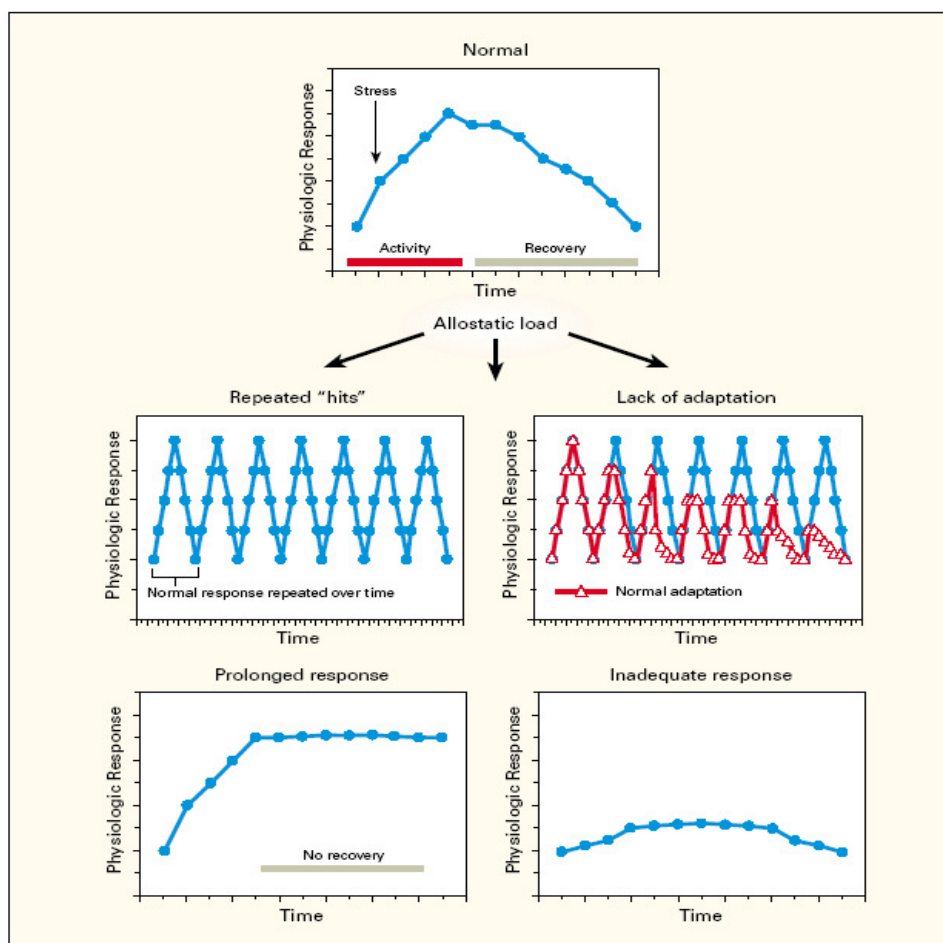 Normal
Stress
Physiologic Response
Activity
Recovery
Time
Allostatic load
Repeated “hits”
Physiologic Response
Normal response repeated over time
Time
Lack of adaptation
Physiologic Response
Normal adaptation
Time
Prolonged response
Physiologic Response
No recovery
Time
Inadequate response
Physiologic Response
Time